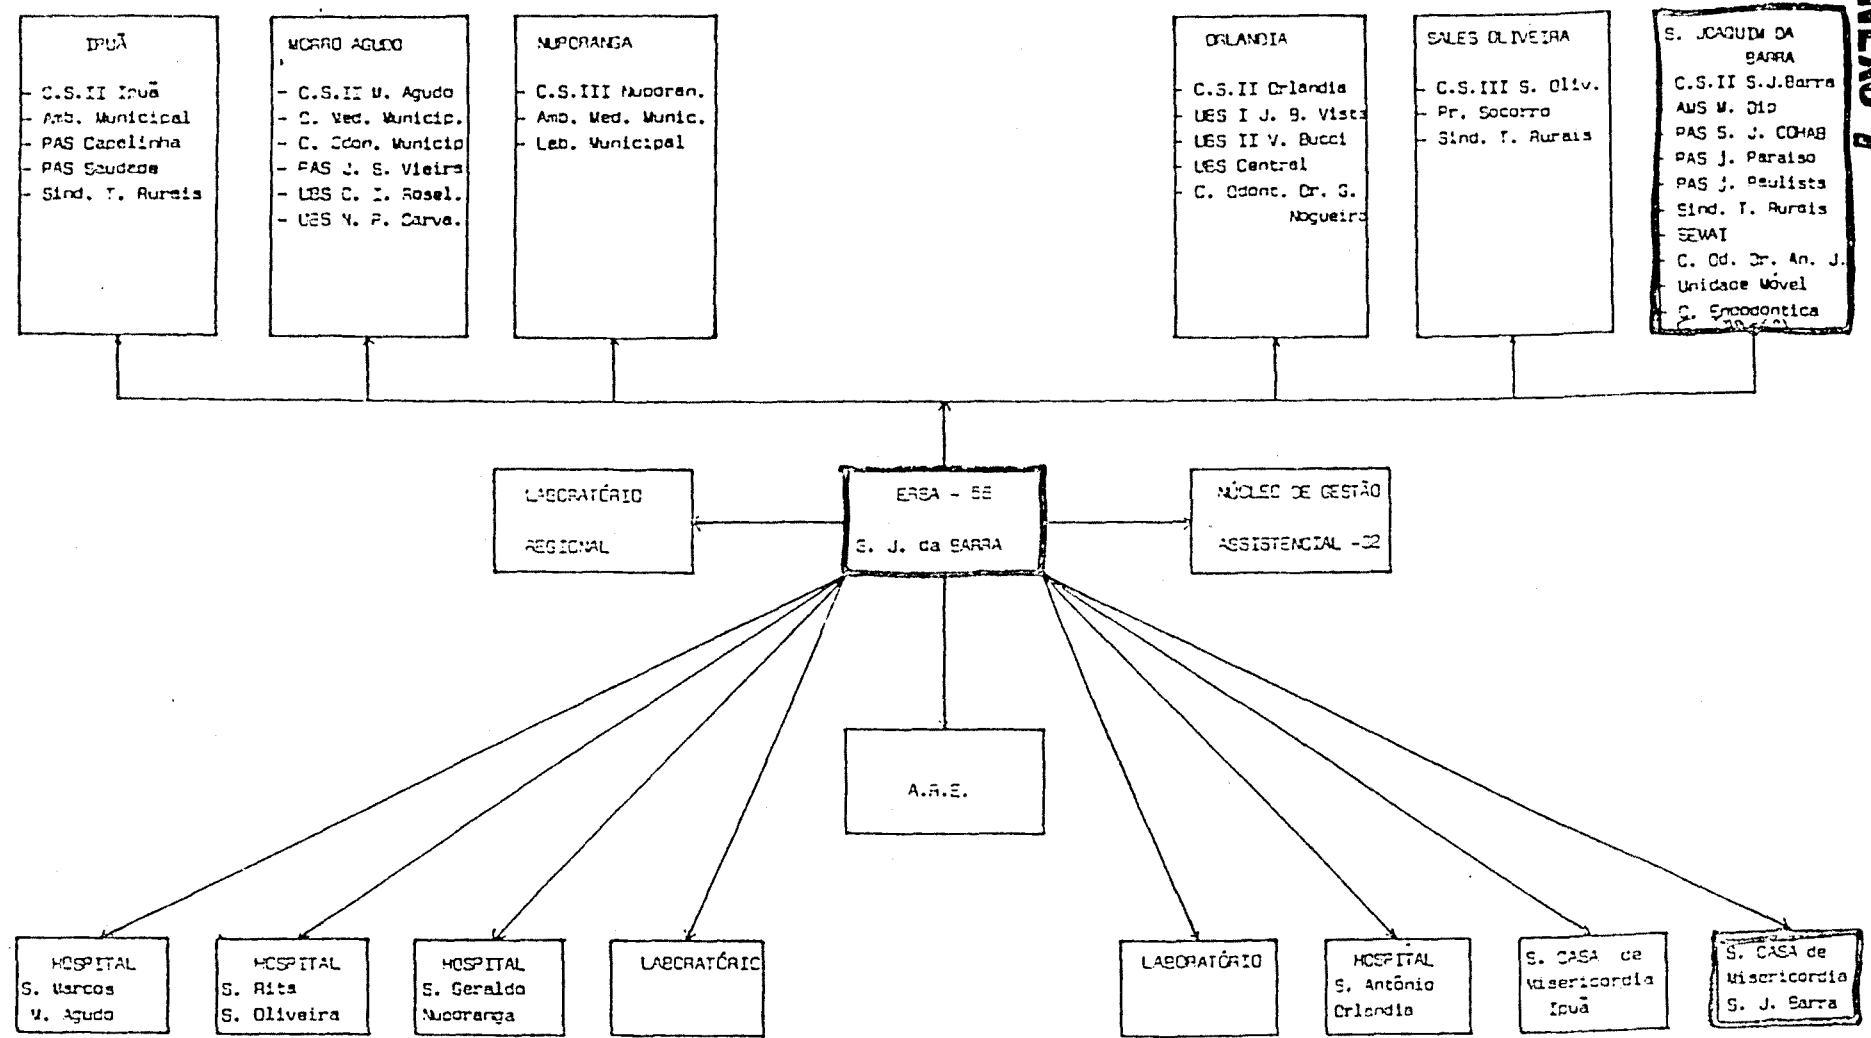 IPUÃ
- C.S.II Ipuã
- Amb. Municipal
- PAS Capelinha
- PAS Saudade
- Sind. T. Rurais
MORRO AGUDO
- C.S.II M. Agudo
- C. Med. Municip.
- C. Odon. Municip
- PAS J. S. Vieira
- UBS C. I. Rosel.
- UBS N. P. Carva.
NUPORANGA
- C.S.III Nuporan.
- Amb. Med. Munic.
- Lab. Municipal
ORLANDIA
- C.S.II Orlandia
- UBS I J. B. Vista
- UBS II V. Bucci
- UBS Central
- C. Odont. Dr. G.
Nogueira
SALES OLIVEIRA
- C.S.III S. Oliv.
- Pr. Socorro
- Sind. T. Rurais
S. JOAQUIM DA
BARRA
C.S.II S.J.Barra
AMS M. Dip
PAS S. J. COHAB
- PAS J. Paraiso
- PAS J. Paulista
Sind. T. Rurais
- SEMAI
- C. Od. Dr. An. J.
- Unidade Móvel
- C. Endodontica
LABORATÓRIO
REGIONAL
ERSA - 56
S. J. da BARRA
NÚCLEO DE GESTÃO
ASSISTENCIAL -32
A.R.E.
HOSPITAL
S. Marcos
M. Agudo
HOSPITAL
S. Rita
S. Oliveira
HOSPITAL
S. Geraldo
Nuporanga
LABORATÓRIO
LABORATÓRIO
HOSPITAL
S. Antônio
Orlandia
S. CASA de
Misericordia
Ipuã
S. CASA de
Misericordia
S. J. Barra